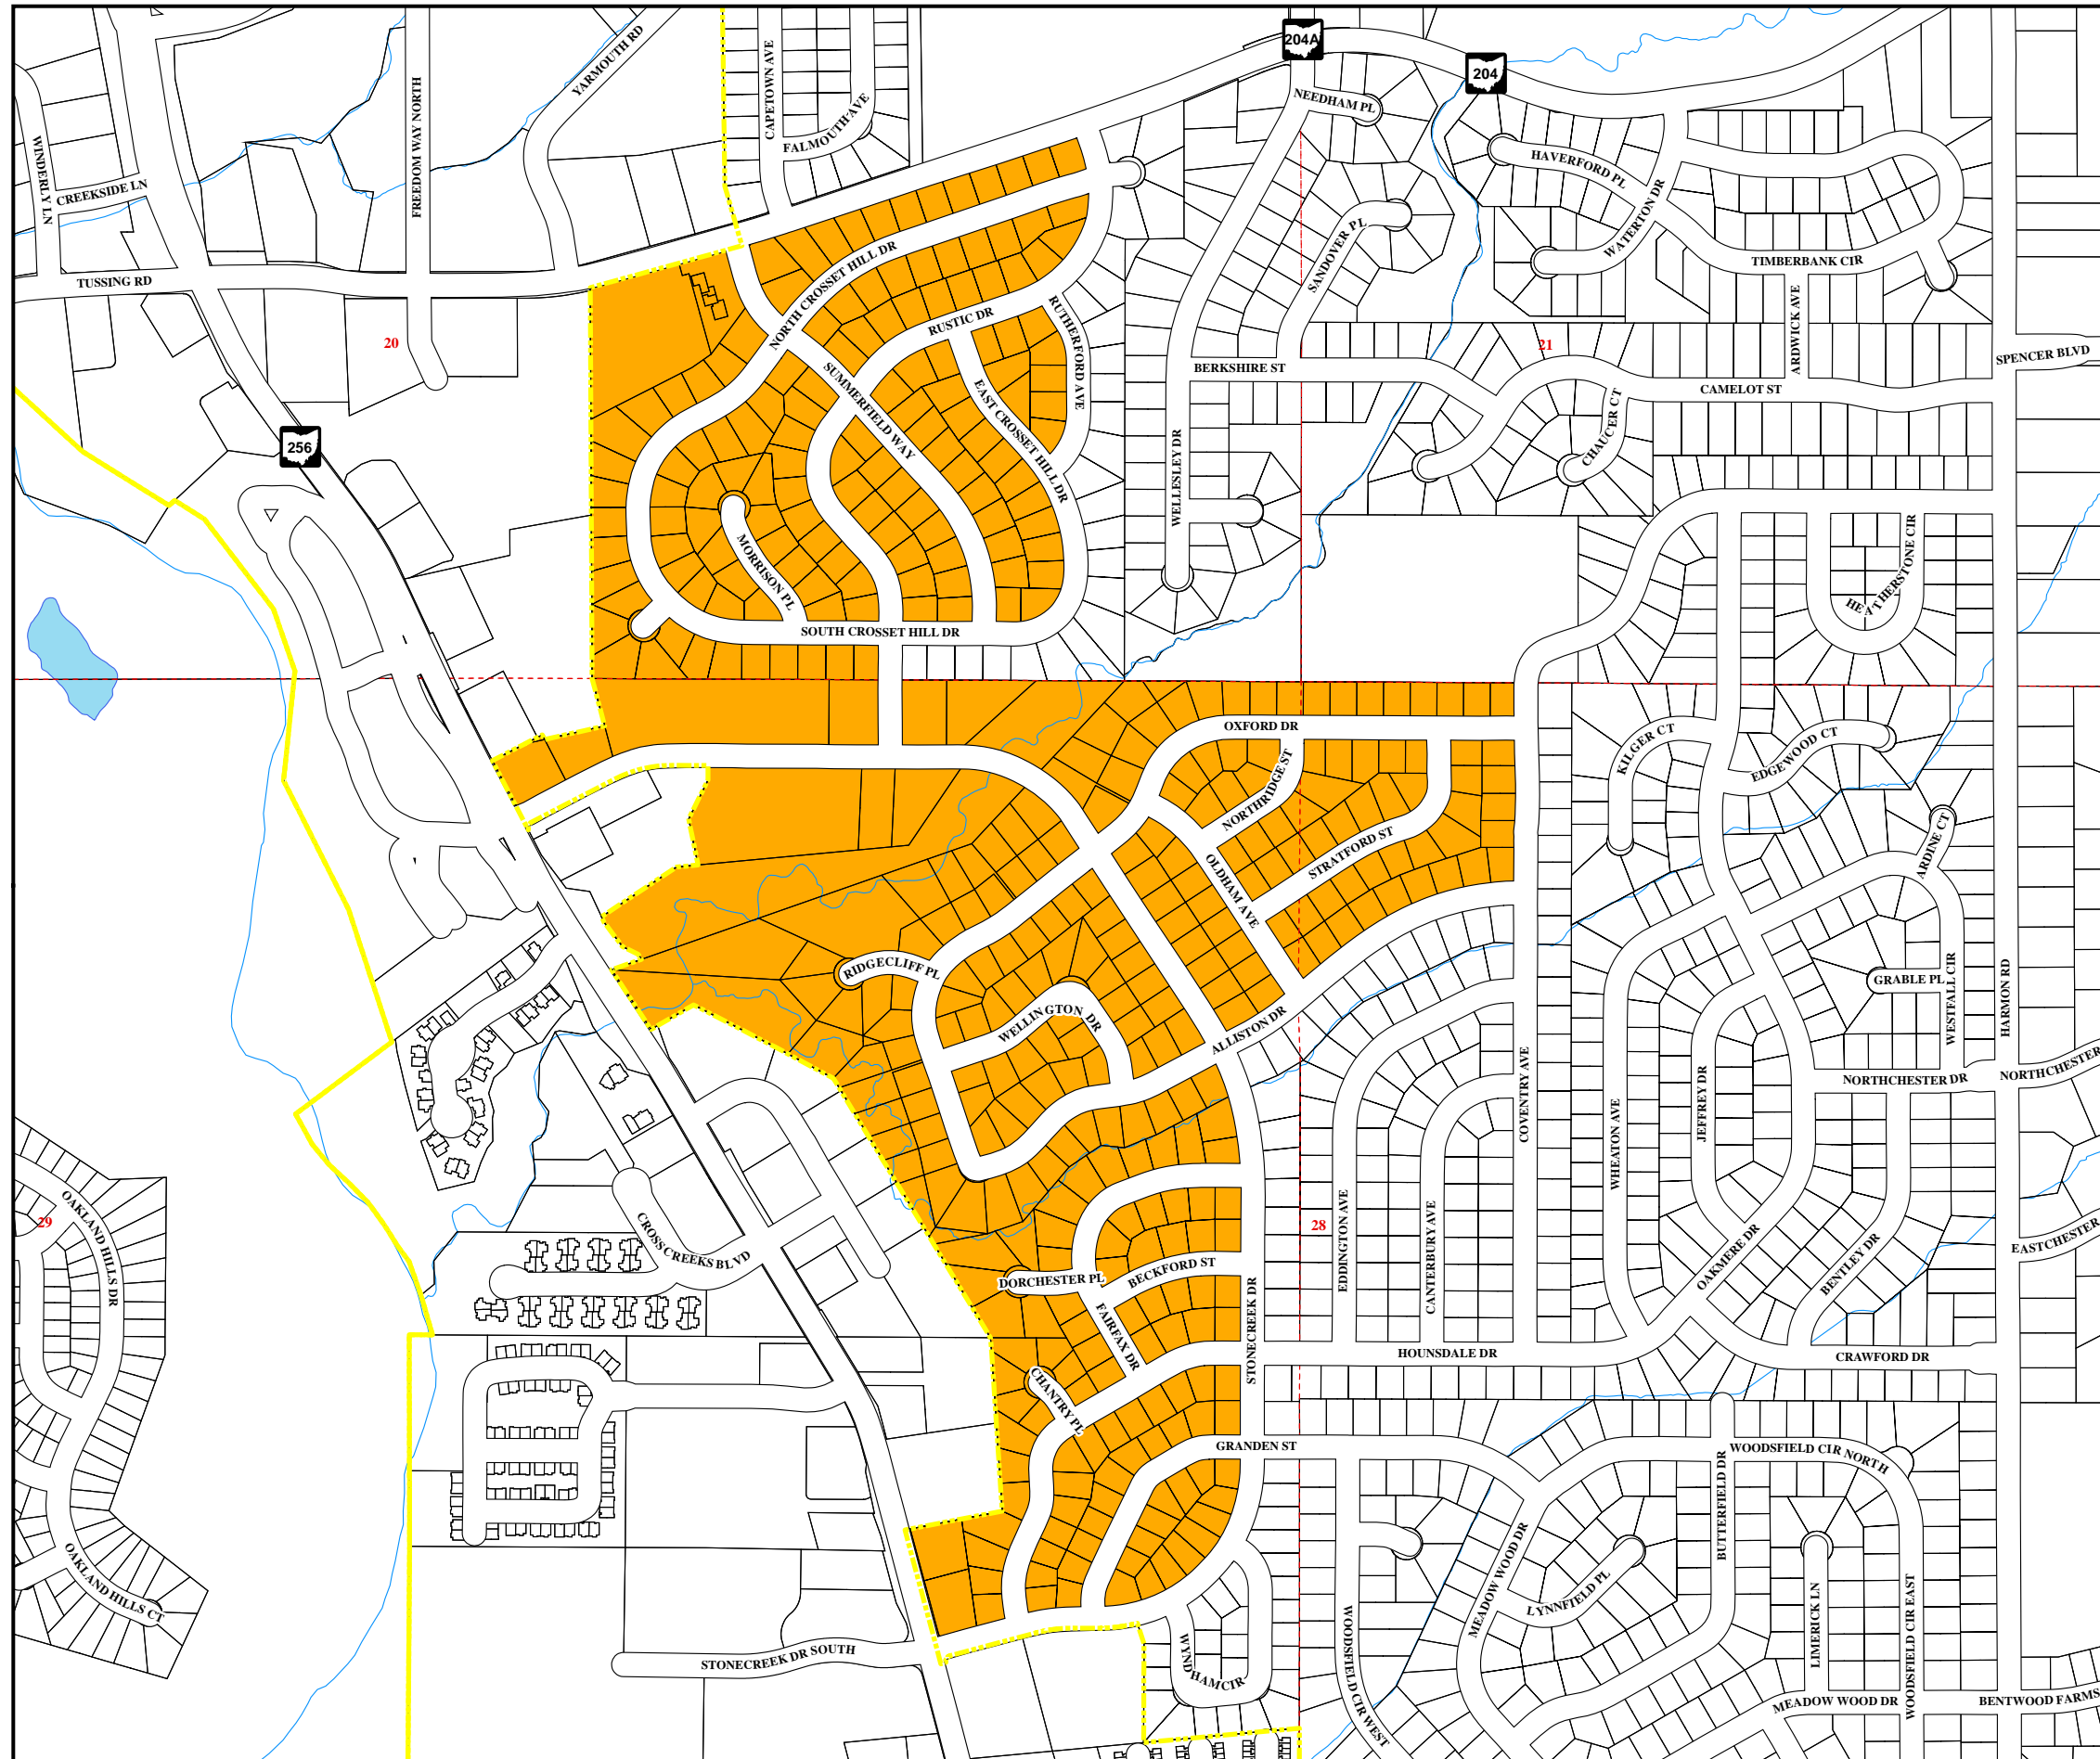 204A
204
YARMOUTH RD
CAPETOWN AVE
FALMOUTH AVE
FREEDOM WAY NORTH
WINDERLY LN
CREEKSIDE LN
TUSSING RD
NEEDHAM PL
HAVERFORD PL
WATERTON DR
SANDOVER PL
TIMBERBANK CIR
ARDWICK AVE
NORTH CROSSET HILL DR
RUSTIC DR
RUTHERFORD AVE
20
21
SPENCER BLVD
BERKSHIRE ST
CAMELOT ST
CHAUCER CT
SUMMERFIELD WAY
EAST CROSSET HILL DR
256
WELLESLEY DR
MORRISON PL
HEATHERSTONE CIR
SOUTH CROSSET HILL DR
OXFORD DR
KILGER CT
EDGEWOOD CT
NORTHRIDGE ST
STRATFORD ST
OLDHAM AVE
ARDINE CT
RIDGECLIFF PL
GRABLE PL
WESTFALL CIR
HARMON RD
WELLINGTON DR
ALLISTON DR
COVENTRY AVE
JEFFREY DR
WHEATON AVE
NORTHCHESTER DR
NORTHCHESTER
29
OAKLAND HILLS DR
28
EDDINGTON AVE
CANTERBURY AVE
CROSS CREEKS BLVD
OAKMERE DR
BENTLEY DR
EASTCHESTER
DORCHESTER PL
BECKFORD ST
FAIRFAX DR
STONECREEK DR
HOUNSDALE DR
CRAWFORD DR
CHANTRY PL
GRANDEN ST
WOODSFIELD CIR NORTH
BUTTERFIELD DR
OAKLAND HILLS CT
MEADOW WOOD DR
LYNNFIELD PL
LIMERICK LN
WOODSFIELD CIR EAST
STONECREEK DR SOUTH
WYNDHAM CIR
WOODSFIELD CIR WEST
MEADOW WOOD DR
BENTWOOD FARMS